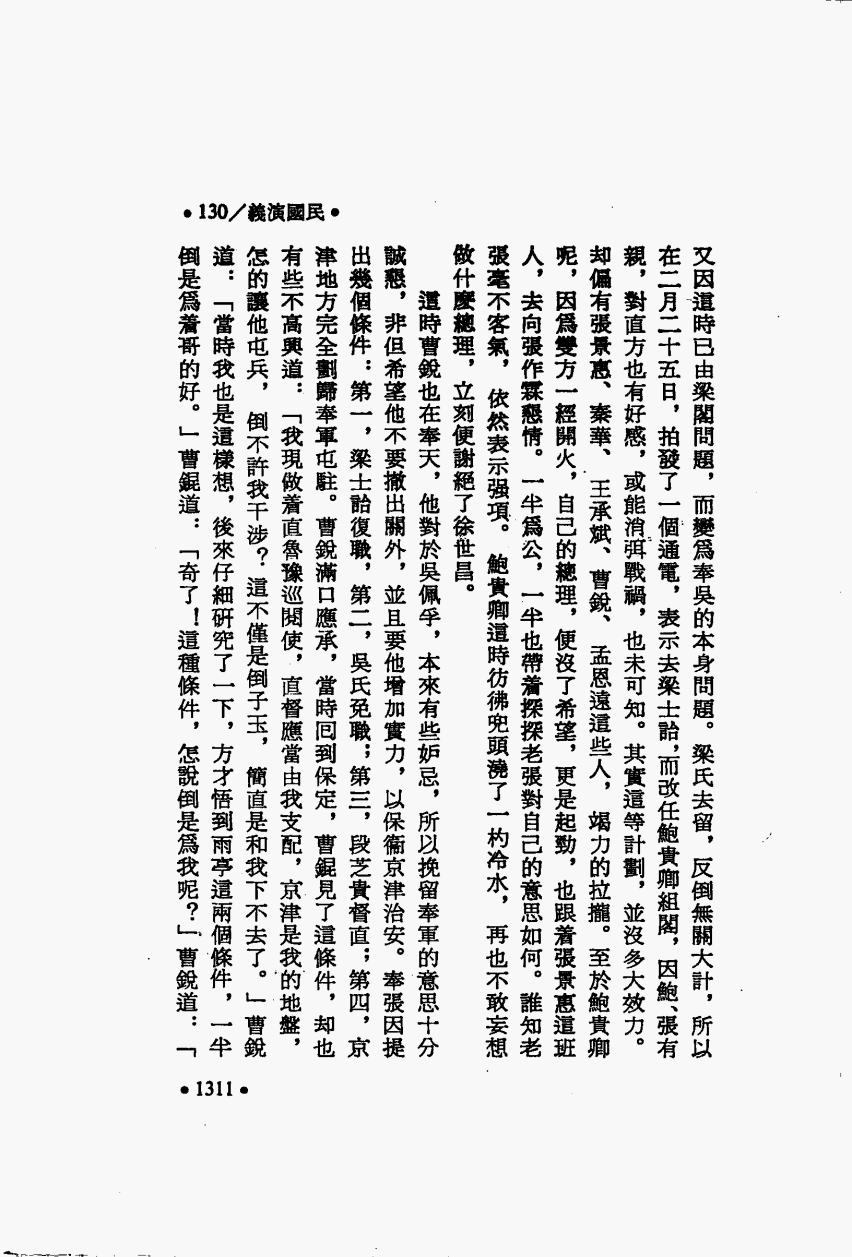 •130/義演國民•
又因這時已由梁閣問題，而變爲奉吳的本身問題。梁氏去留，反倒無關大計，所以
在二月二十五日，拍發了一個通電，表示去梁士詒，而改任鮑貴卿組閣，因鮑、張有
親，對直方也有好感，或能消弭戰禍，也未可知。其實這等計劃，並沒多大效力。
却偏有張景惠、秦華、王承斌、曹銳、孟恩遠這些人，竭力的拉攏。至於鮑貴卿
呢，因爲雙方一經開火，自己的總理，便沒了希望，更是起勁，也跟着張景惠這班
人，去向張作霖懇情。一半爲公，一半也帶着探探老張對自己的意思如何。誰知老
張毫不客氣，依然表示强項。鮑貴卿這時彷彿兜頭澆了一杓冷水，再也不敢妄想
做什麼總理，立刻便謝絕了徐世昌。
這時曹銳也在奉天，他對於吳佩孚，本來有些妒忌，所以挽留奉軍的意思十分
誠懇，非但希望他不要撤出關外，並且要他增加實力，以保衞京津治安。奉張因提
出幾個條件：第一，梁士詒復職，第二，吳氏免職；第三，段芝貴督直；第四，京
津地方完全劃歸奉軍屯駐。曹銳滿口應承，當時回到保定，曹錕見了這條件，却也
有些不高興道：「我現做着直魯豫巡閱使，直督應當由我支配，京津是我的地盤，
怎的讓他屯兵，倒不許我干涉？這不僅是倒子玉，簡直是和我下不去了。」曹銳
道：「當時我也是這樣想，後來仔細研究了一下，方才悟到雨亭這兩個條件，一半
倒是爲着哥的好。」曹錕道：「奇了！這種條件，怎說倒是爲我呢？」曹銳道：「
•1311•